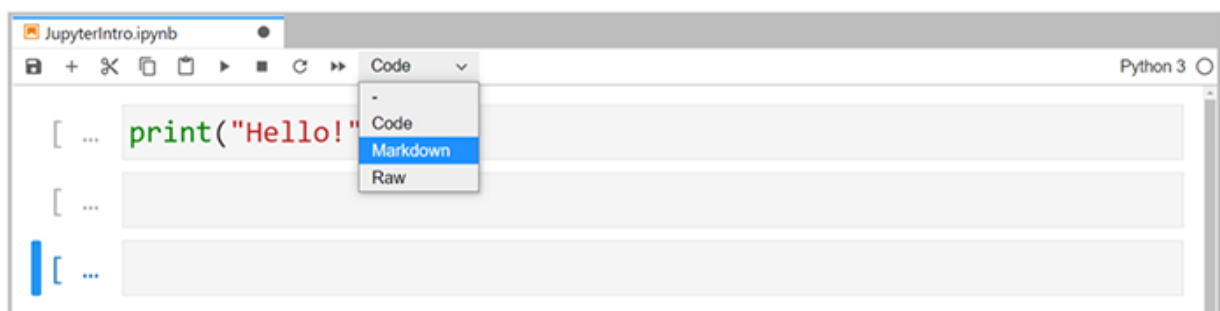 JupyterIntro.ipynb
Code
Python 3
-
Code
Markdown
Raw
[ …
print("Hello!"
[ …
[ …